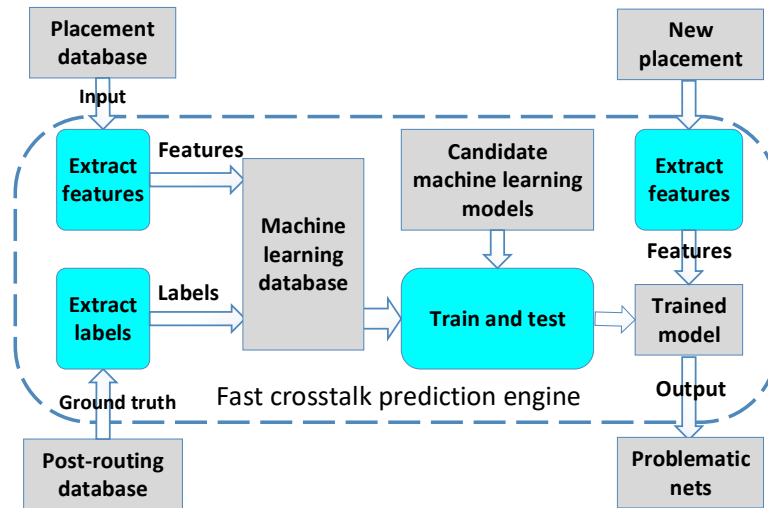 Placement
database
New
placement
Input
Extract
features
Features
Candidate
machine learning
models
Extract
features
Machine
learning
database
Features
Extract
labels
Labels
Train and test
Trained
model
Ground truth
Fast crosstalk prediction engine
Output
Post-routing
database
Problematic
nets